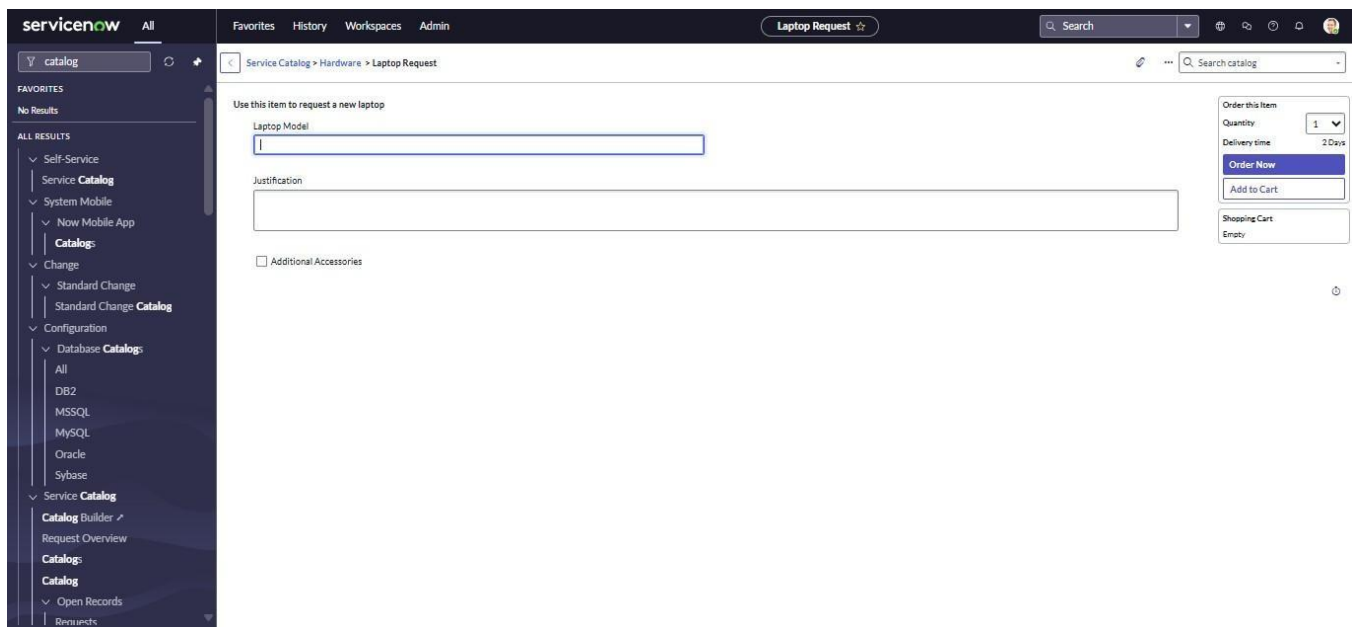 servicenow All Favorites History Workspaces Admin Laptop Request Search
catalog
Service Catalog > Hardware > Laptop Request
Search catalog
FAVORITES
No Results
ALL RESULTS
Self-Service
Service Catalog
System Mobile
Now Mobile App
Catalogs
Change
Standard Change
Standard Change Catalog
Configuration
Database Catalogs
All
DB2
MSSQL
MySQL
Oracle
Sybase
Service Catalog
Catalog Builder
Request Overview
Catalogs
Catalog
Open Records
Requests
Use this item to request a new laptop
Laptop Model
Justification
Additional Accessories
Order this Item
Quantity 1
Delivery time 2 Days
Order Now
Add to Cart
Shopping Cart
Empty